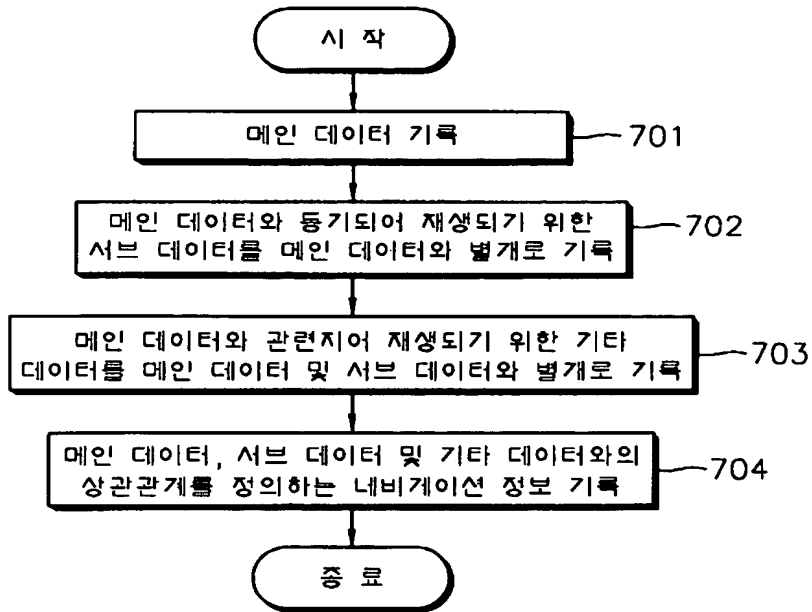 시 작
메인 데이터 기록
701
메인 데이터와 동기되어 재생되기 위한
서브 데이터를 메인 데이터와 별개로 기록
702
메인 데이터와 관련지어 재생되기 위한 기타
데이터를 메인 데이터 및 서브 데이터와 별개로 기록
703
메인 데이터, 서브 데이터 및 기타 데이터와의
상관관계를 정의하는 네비게이션 정보 기록
704
종 료